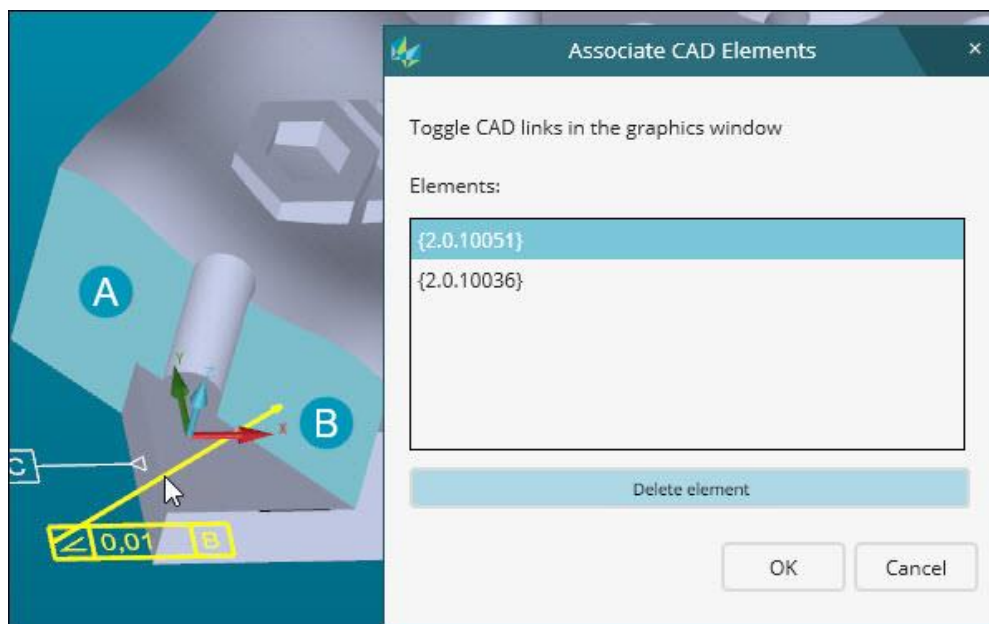 Associate CAD Elements
Toggle CAD links in the graphics window
Elements:
{2.0.10051}
{2.0.10036}
Delete element
OK
Cancel
A
B
Y
Z
X
C
∠ 0,01 B